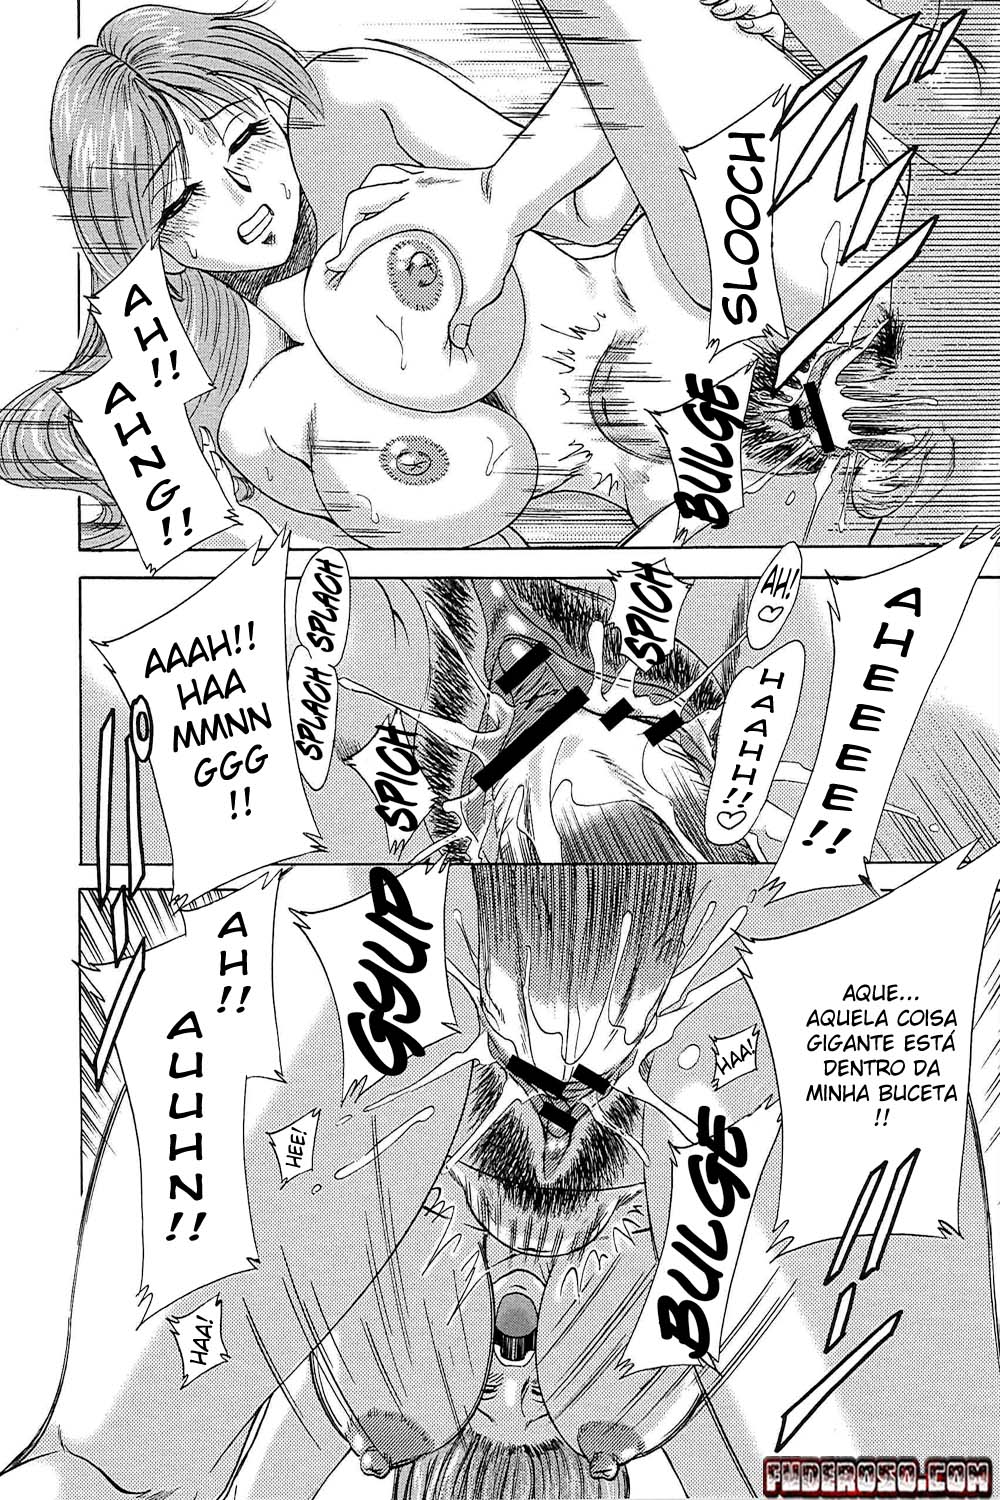 SLOOCH
AH!!
AHNG!!
BULGE
AHEEEE!!
AH!
HAAHH!!
SPICH
SPLACH
SPLACH
SPICH
AAAH!!
HAA
MMNN
GGG
!!
AQUE...
AQUELA COISA
GIGANTE ESTÁ
DENTRO DA
MINHA BUCETA
!!
HAA!
GYUP
BULGE
HEE!
AH!!
AUUHN!!
HAA!
FUDEROSO.COM